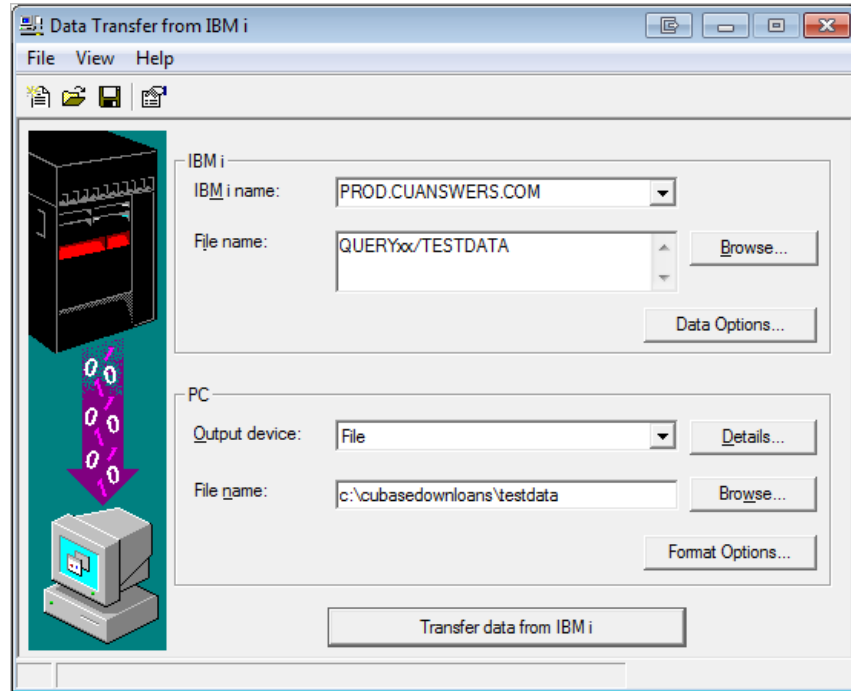 Data Transfer from IBM i
File View Help
IBM i
IBM i name: PROD.CUANSWERS.COM
File name: QUERYxx/TESTDATA Browse...
Data Options...
PC
Output device: File Details...
File name: c:\cubasedownloans\testdata Browse...
Format Options...
Transfer data from IBM i